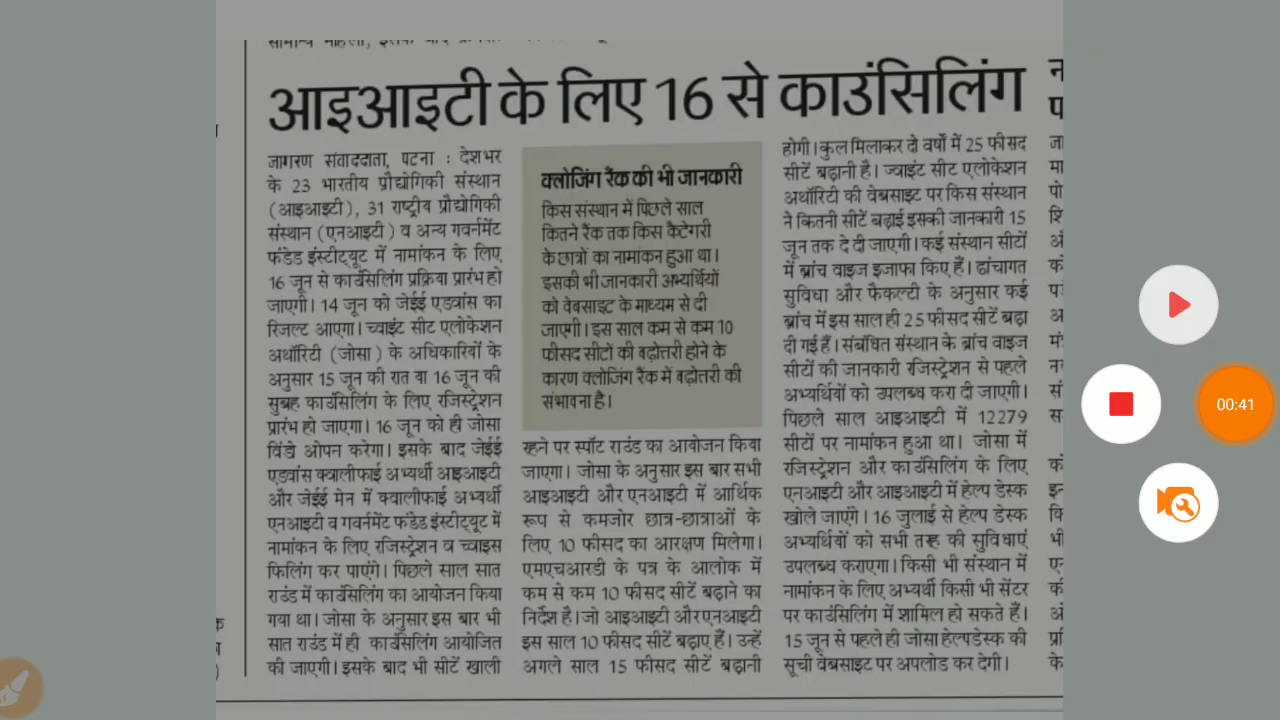 आइआइटी के लिए 16 से काउंसिलिंग
जागरण संवाददाता, पटना : देशभर
के 23 भारतीय प्रौद्योगिकी संस्थान
(आइआइटी), 31 राष्ट्रीय प्रौद्योगिकी
संस्थान (एनआइटी) व अन्य गवर्नमेंट
फंडेड इंस्टीट्यूट में नामांकन के लिए
16 जून से काउंसिलिंग प्रक्रिया प्रारंभ हो
जाएगी। 14 जून को जेईई एडवांस का
रिजल्ट आएगा। ज्वाइंट सीट एलोकेशन
अथॉरिटी (जोसा) के अधिकारियों के
अनुसार 15 जून की रात या 16 जून की
सुबह काउंसिलिंग के लिए रजिस्ट्रेशन
प्रारंभ हो जाएगा। 16 जून को ही जोसा
विंडो ओपन करेगा। इसके बाद जेईई
एडवांस क्वालीफाई अभ्यर्थी आइआइटी
और जेईई मेन में क्वालीफाई अभ्यर्थी
एनआइटी व गवर्नमेंट फंडेड इंस्टीट्यूट में
नामांकन के लिए रजिस्ट्रेशन व च्वाइस
फिलिंग कर पाएंगे। पिछले साल सात
राउंड में काउंसिलिंग का आयोजन किया
गया था। जोसा के अनुसार इस बार भी
सात राउंड में ही काउंसिलिंग आयोजित
की जाएगी। इसके बाद भी सीटें खाली
क्लोजिंग रैंक की भी जानकारी
किस संस्थान में पिछले साल
कितने रैंक तक किस कैटेगरी
के छात्रों का नामांकन हुआ था।
इसकी भी जानकारी अभ्यर्थियों
को वेबसाइट के माध्यम से दी
जाएगी। इस साल कम से कम 10
फीसद सीटों की बढ़ोत्तरी होने के
कारण क्लोजिंग रैंक में बढ़ोत्तरी की
संभावना है।
रहने पर स्पॉट राउंड का आयोजन किया
जाएगा। जोसा के अनुसार इस बार सभी
आइआइटी और एनआइटी में आर्थिक
रूप से कमजोर छात्र-छात्राओं के
लिए 10 फीसद का आरक्षण मिलेगा।
एमएचआरडी के पत्र के आलोक में
कम से कम 10 फीसद सीटें बढ़ाने का
निर्देश है। जो आइआइटी और एनआइटी
इस साल 10 फीसद सीटें बढ़ाए हैं। उन्हें
अगले साल 15 फीसद सीटें बढ़ानी
होगी। कुल मिलाकर दो वर्षों में 25 फीसद
सीटें बढ़ानी है। ज्वाइंट सीट एलोकेशन
अथॉरिटी की वेबसाइट पर किस संस्थान
ने कितनी सीटें बढ़ाई इसकी जानकारी 15
जून तक दे दी जाएगी। कई संस्थान सीटों
में ब्रांच वाइज इजाफा किए हैं। ढांचागत
सुविधा और फैकल्टी के अनुसार कई
ब्रांच में इस साल ही 25 फीसद सीटें बढ़ा
दी गई हैं। संबंधित संस्थान के ब्रांच वाइज
सीटों की जानकारी रजिस्ट्रेशन से पहले
अभ्यर्थियों को उपलब्ध करा दी जाएगी।
पिछले साल आइआइटी में 12279
सीटों पर नामांकन हुआ था। जोसा में
रजिस्ट्रेशन और काउंसिलिंग के लिए
एनआइटी और आइआइटी में हेल्प डेस्क
खोले जाएंगे। 16 जुलाई से हेल्प डेस्क
अभ्यर्थियों को सभी तरह की सुविधाएं
उपलब्ध कराएगा। किसी भी संस्थान में
नामांकन के लिए अभ्यर्थी किसी भी सेंटर
पर काउंसिलिंग में शामिल हो सकते हैं।
15 जून से पहले ही जोसा हेल्पडेस्क की
सूची वेबसाइट पर अपलोड कर देगी।
00:41